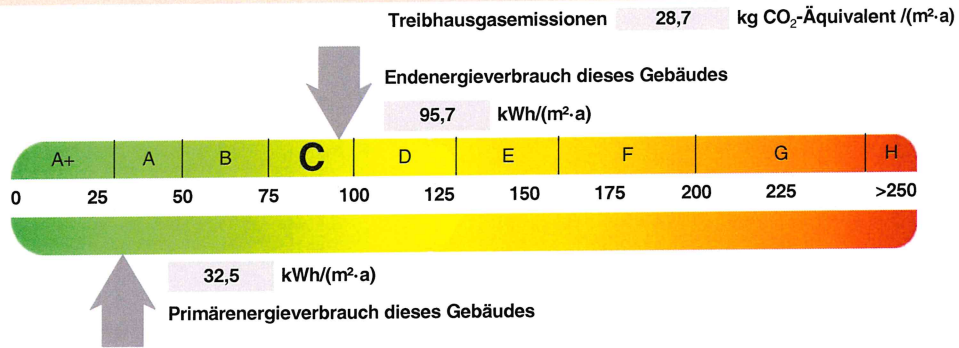 Treibhausgasemissionen 28,7 kg CO₂-Äquivalent /(m²·a)
Endenergieverbrauch dieses Gebäudes
95,7 kWh/(m²·a)
A+ A B C D E F G H
0 25 50 75 100 125 150 175 200 225 >250
32,5 kWh/(m²·a)
Primärenergieverbrauch dieses Gebäudes